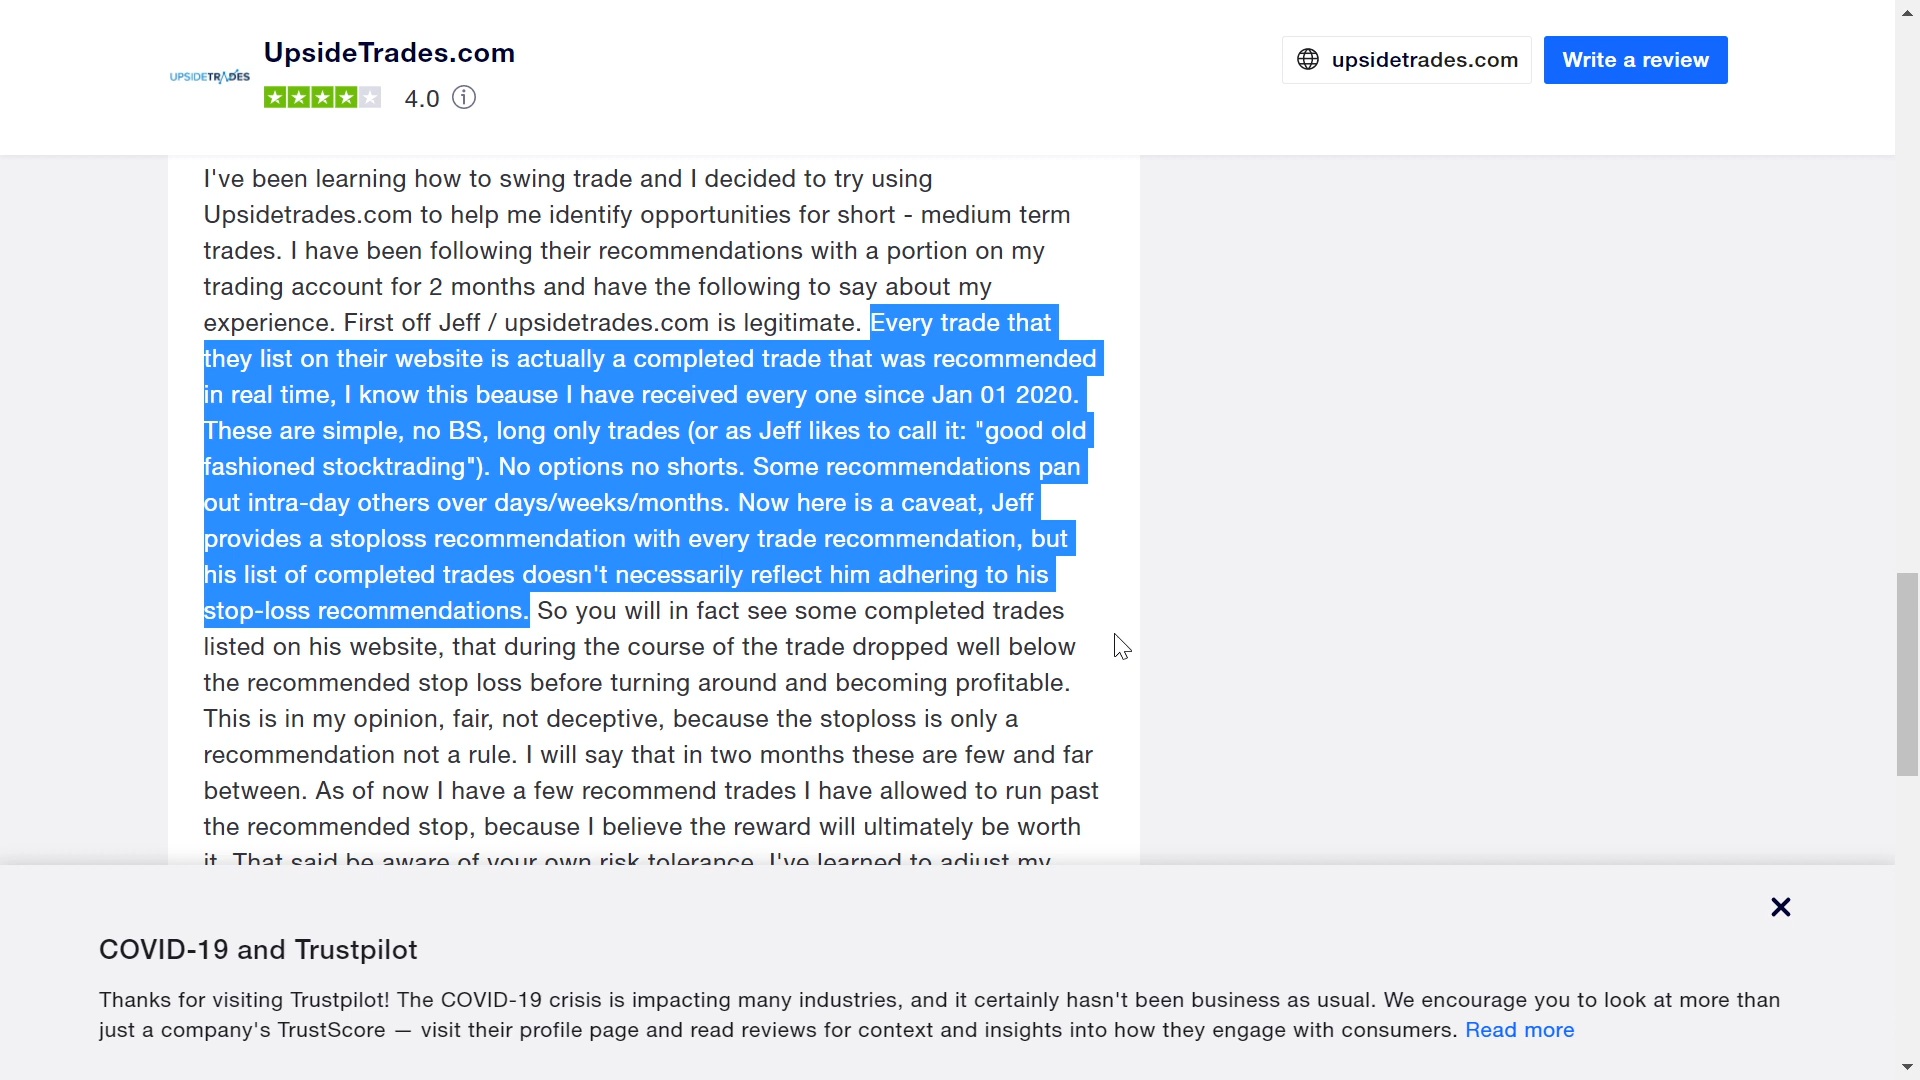 UpsideTrades.com
UPSIDETRADES
4.0
upsidetrades.com
Write a review
I've been learning how to swing trade and I decided to try using
Upsidetrades.com to help me identify opportunities for short - medium term
trades. I have been following their recommendations with a portion on my
trading account for 2 months and have the following to say about my
experience. First off Jeff / upsidetrades.com is legitimate. Every trade that
they list on their website is actually a completed trade that was recommended
in real time, I know this beause I have received every one since Jan 01 2020.
These are simple, no BS, long only trades (or as Jeff likes to call it: "good old
fashioned stocktrading"). No options no shorts. Some recommendations pan
out intra-day others over days/weeks/months. Now here is a caveat, Jeff
provides a stoploss recommendation with every trade recommendation, but
his list of completed trades doesn't necessarily reflect him adhering to his
stop-loss recommendations. So you will in fact see some completed trades
listed on his website, that during the course of the trade dropped well below
the recommended stop loss before turning around and becoming profitable.
This is in my opinion, fair, not deceptive, because the stoploss is only a
recommendation not a rule. I will say that in two months these are few and far
between. As of now I have a few recommend trades I have allowed to run past
the recommended stop, because I believe the reward will ultimately be worth
it. That said be aware of your own risk tolerance. I've learned to adjust my
COVID-19 and Trustpilot
Thanks for visiting Trustpilot! The COVID-19 crisis is impacting many industries, and it certainly hasn't been business as usual. We encourage you to look at more than
just a company's TrustScore — visit their profile page and read reviews for context and insights into how they engage with consumers. Read more